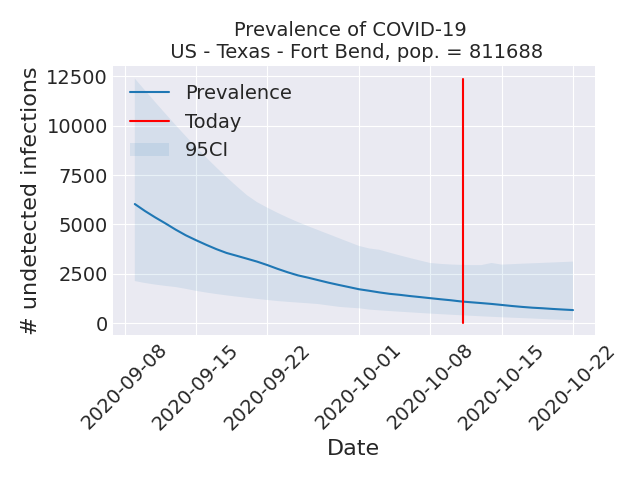 Prevalence of COVID-19
US - Texas - Fort Bend, pop. = 811688
# undetected infections
12500
10000
7500
5000
2500
0
Prevalence
Today
95CI
2020-09-08
2020-09-15
2020-09-22
2020-10-01
2020-10-08
2020-10-15
2020-10-22
Date